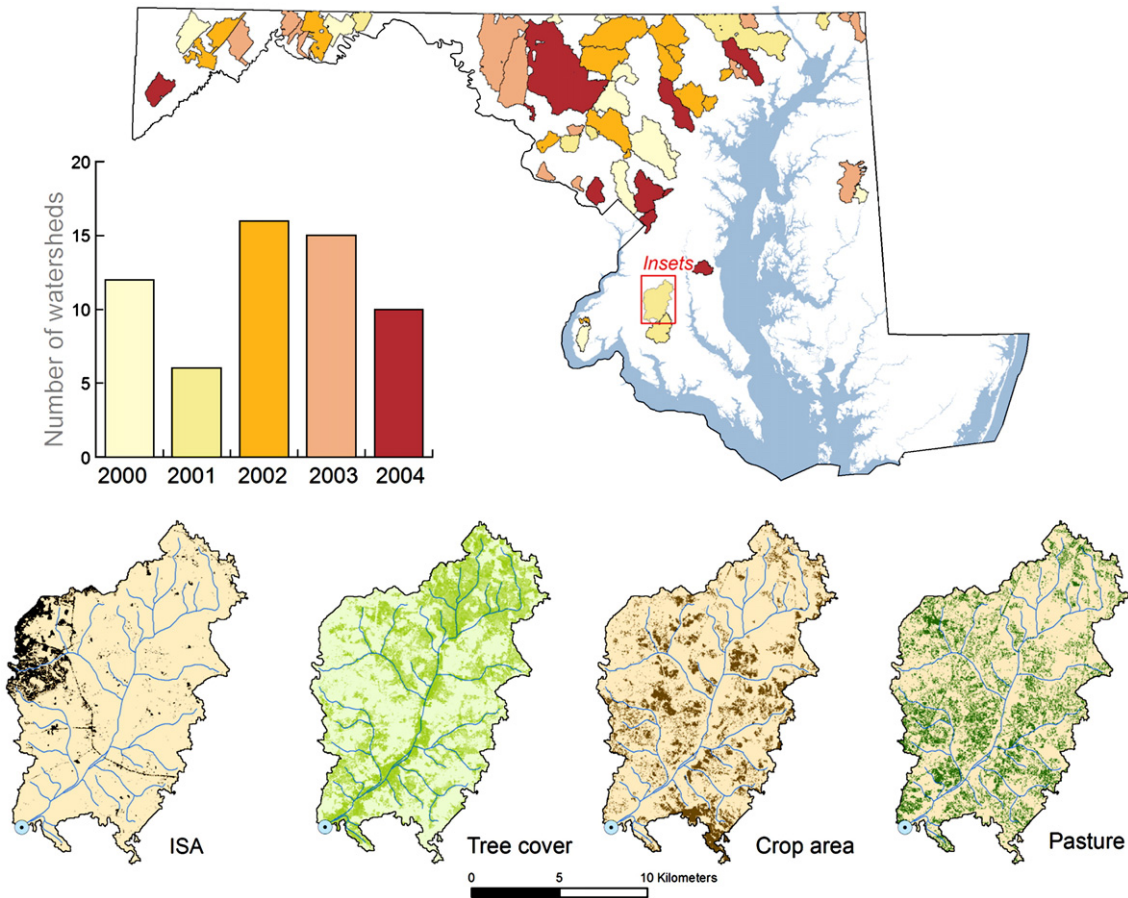 Insets
Number of watersheds
20
15
10
5
0
2000 2001 2002 2003 2004
ISA
Tree cover
Crop area
Pasture
0 5 10 Kilometers